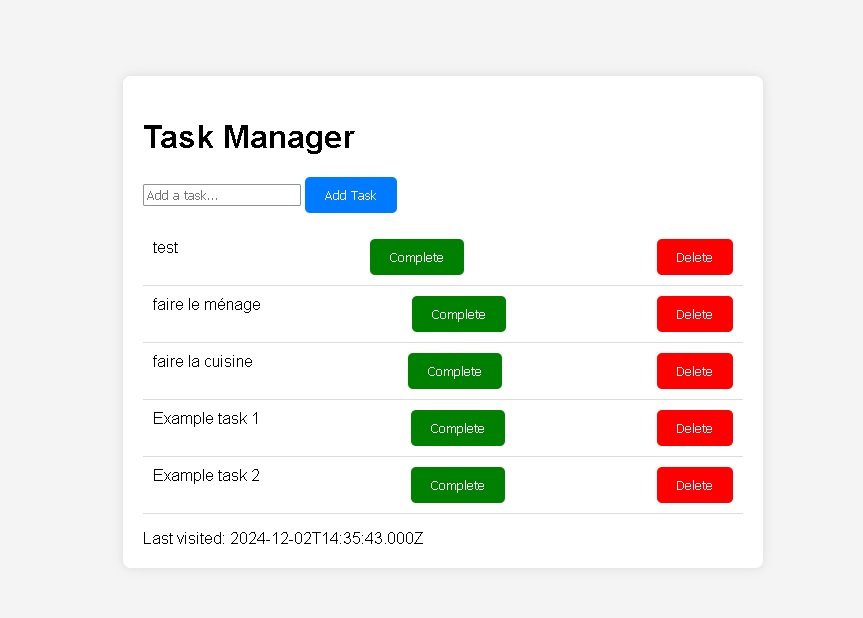 Task Manager
Add a task... Add Task
test Complete Delete
faire le ménage Complete Delete
faire la cuisine Complete Delete
Example task 1 Complete Delete
Example task 2 Complete Delete
Last visited: 2024-12-02T14:35:43.000Z